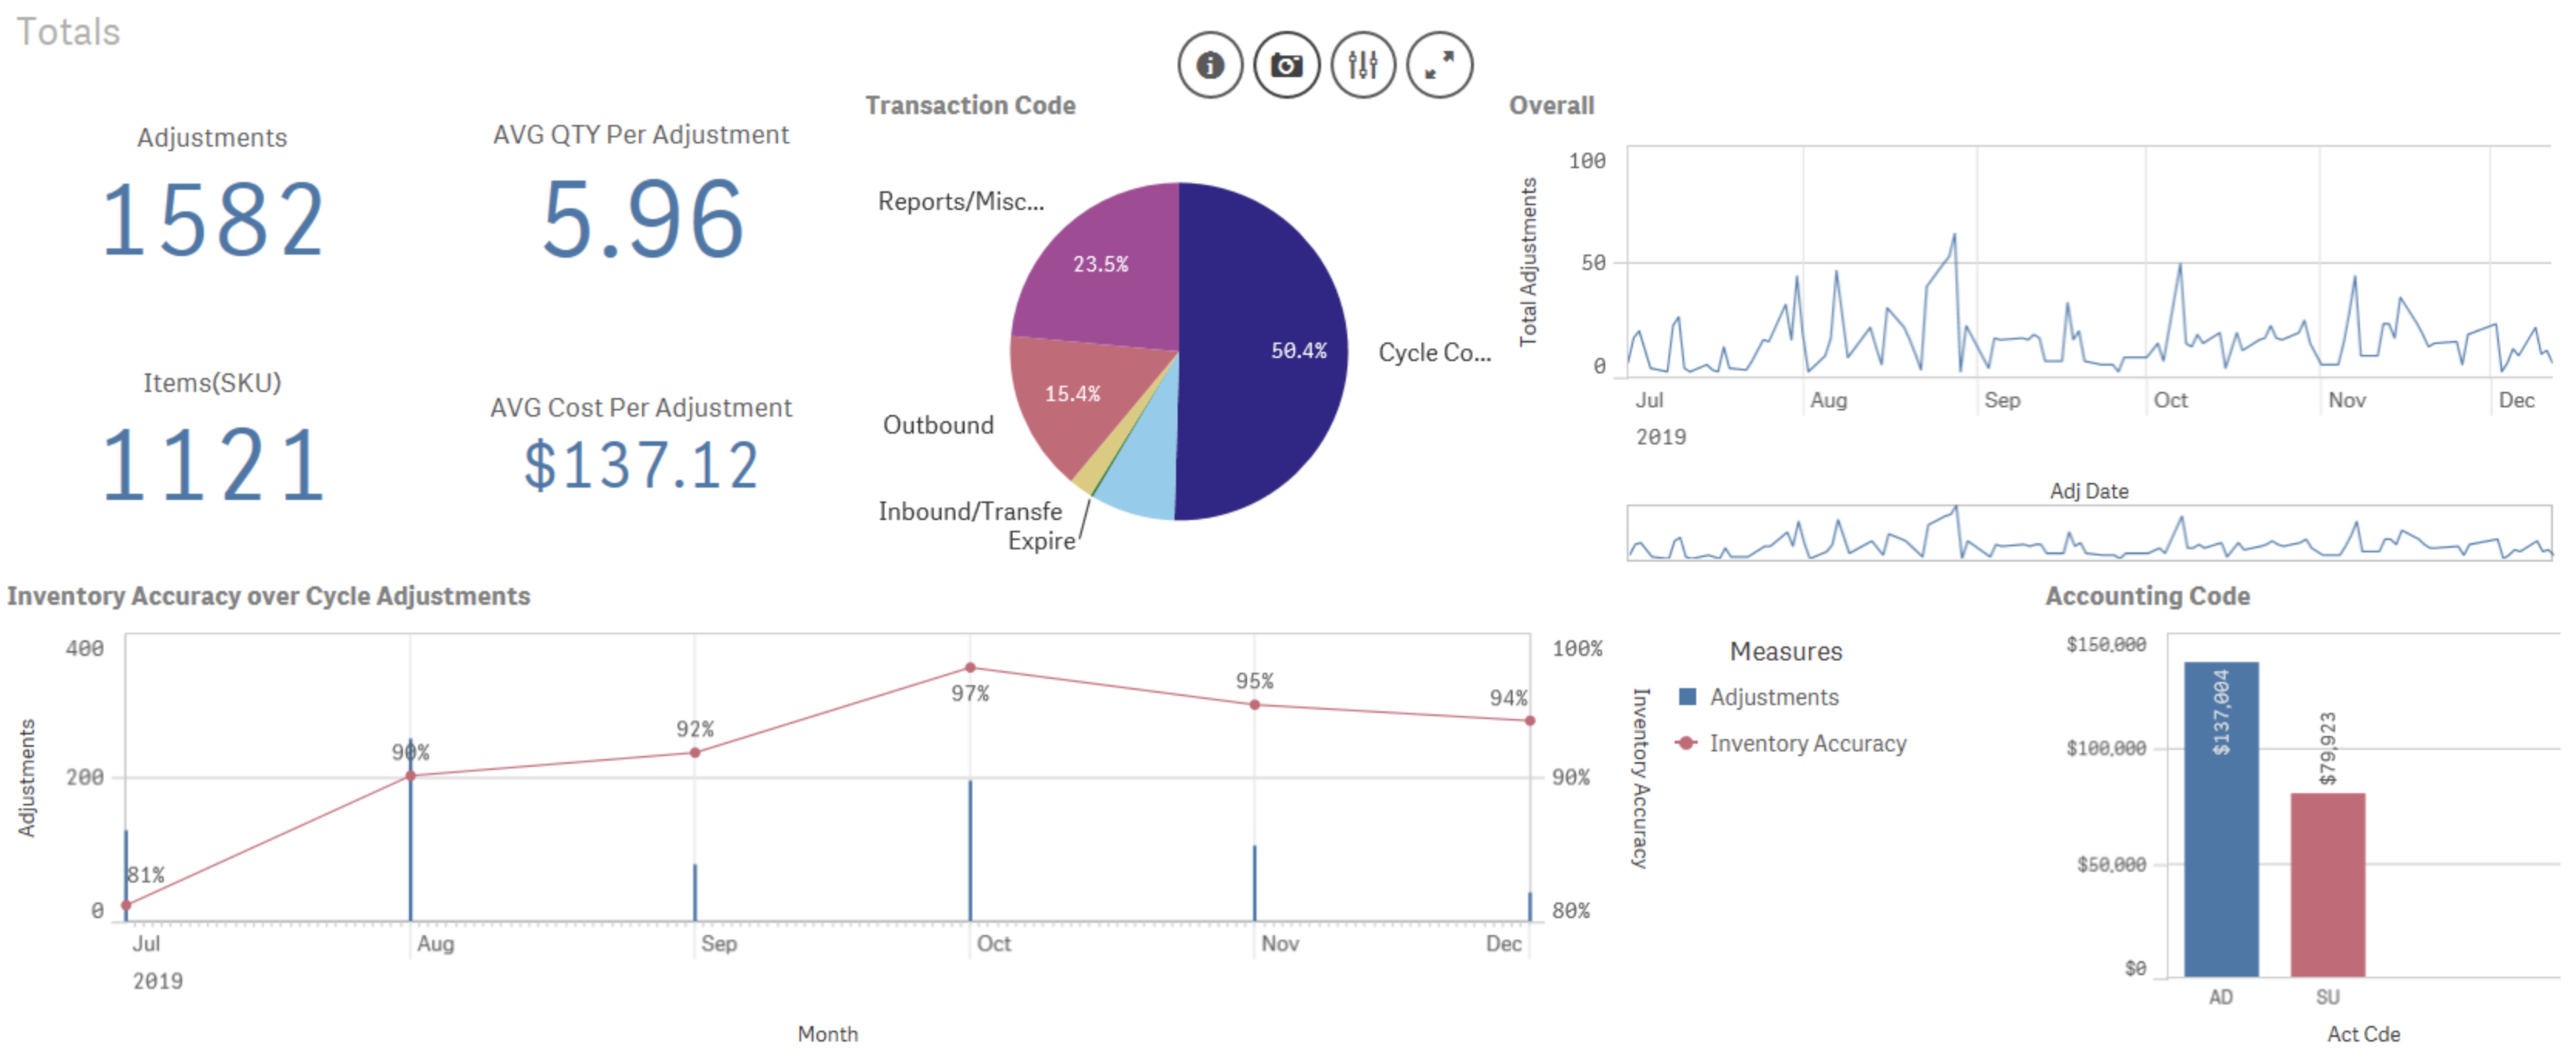 Totals
Adjustments
1582
AVG QTY Per Adjustment
5.96
Items(SKU)
1121
AVG Cost Per Adjustment
$137.12
Transaction Code
Reports/Misc...
23.5%
50.4%
Cycle Co...
15.4%
Outbound
Inbound/Transfe
Expire
Overall
Total Adjustments
100
50
0
Jul
Aug
Sep
Oct
Nov
Dec
2019
Adj Date
Inventory Accuracy over Cycle Adjustments
Adjustments
400
200
0
81%
90%
92%
97%
95%
94%
100%
90%
80%
Inventory Accuracy
Jul
Aug
Sep
Oct
Nov
Dec
2019
Month
Measures
Adjustments
Inventory Accuracy
Accounting Code
$150,000
$100,000
$50,000
$0
$137,004
$79,923
AD
SU
Act Cde